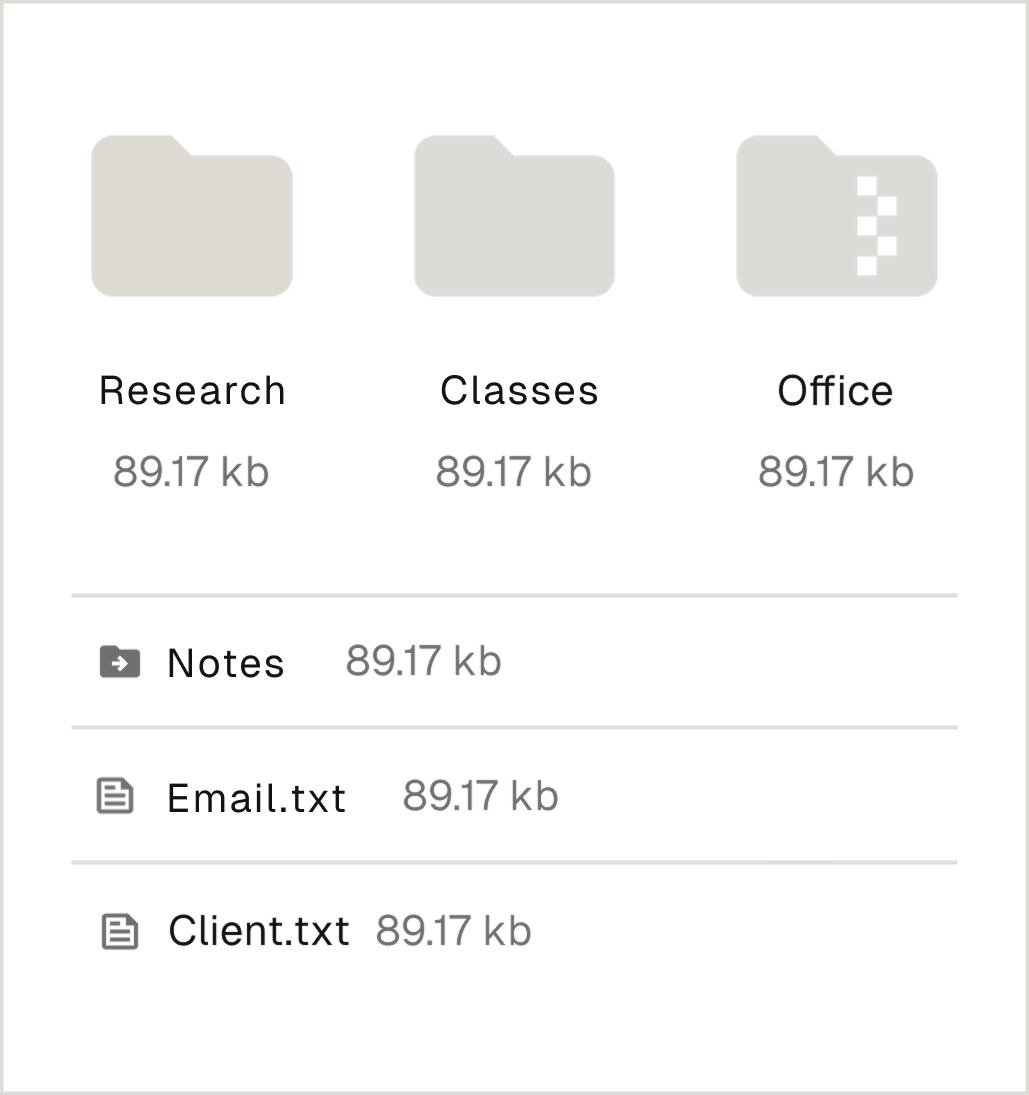 Research Classes Office
89.17 kb 89.17 kb 89.17 kb
Notes 89.17 kb
Email.txt 89.17 kb
Client.txt 89.17 kb